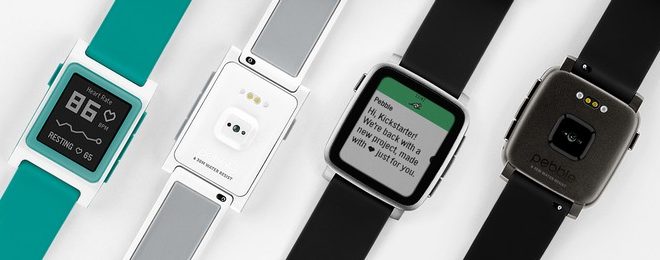 Heart Rate
86
BPM
RESTING 65
Pebble
Hi, Kickstarter!
We're back with a
new project, made
with ❤ just for you.
pebble